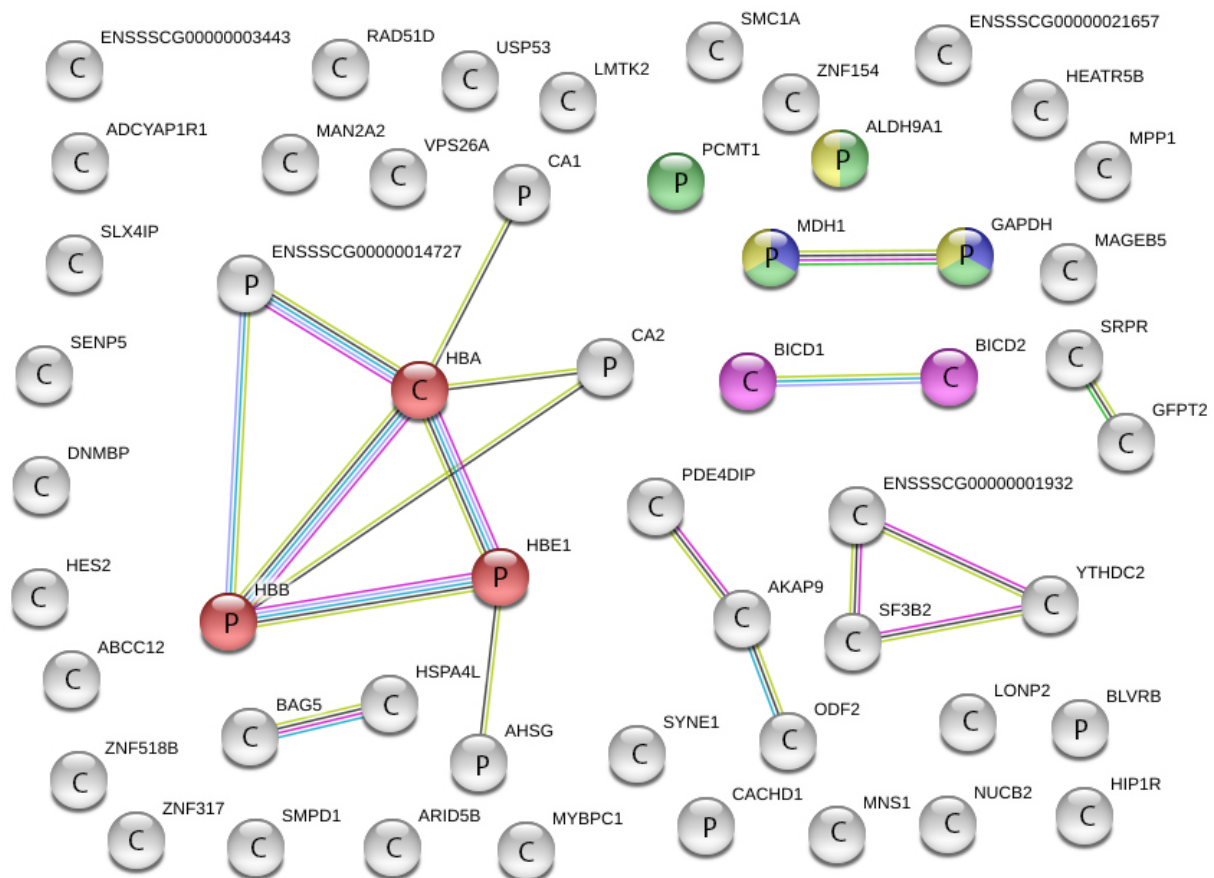 ENSSSCG00000003443
C
RAD51D
C
USP53
C
LMTK2
C
SMC1A
C
ZNF154
C
ENSSSCG00000021657
C
HEATR5B
C
MPP1
C
ADCYAP1R1
C
MAN2A2
C
VPS26A
C
CA1
P
PCMT1
P
ALDH9A1
P
SLX4IP
C
ENSSSCG00000014727
P
MDH1
P
GAPDH
P
MAGEB5
C
SENP5
C
HBA
C
CA2
P
BICD1
C
BICD2
C
SRPR
C
GFPT2
C
DNMBP
C
PDE4DIP
C
ENSSSCG00000001932
C
HES2
C
HBB
P
HBE1
P
AKAP9
C
SF3B2
C
YTHDC2
C
ABCC12
C
BAG5
C
HSPA4L
C
AHSG
P
SYNE1
C
ODF2
C
LONP2
C
BLVRB
P
ZNF518B
C
ZNF317
C
SMPD1
C
ARID5B
C
MYBPC1
C
CACHD1
P
MNS1
C
NUCB2
C
HIP1R
C